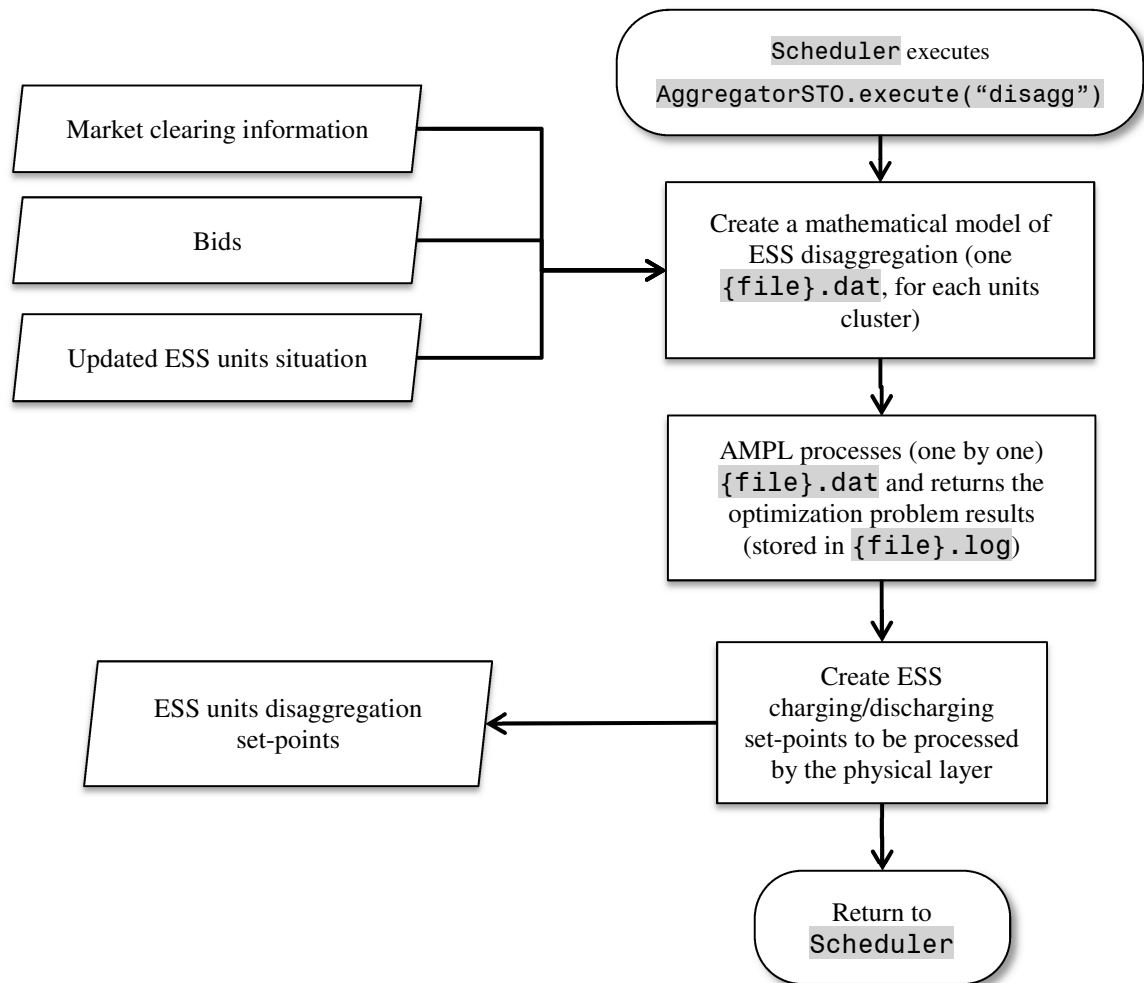 Scheduler executes
AggregatorSTO.execute(“disagg”)
Market clearing information
Bids
Updated ESS units situation
Create a mathematical model of
ESS disaggregation (one
{file}.dat, for each units
cluster)
AMPL processes (one by one)
{file}.dat and returns the
optimization problem results
(stored in {file}.log)
Create ESS
charging/discharging
set-points to be processed
by the physical layer
ESS units disaggregation
set-points
Return to
Scheduler